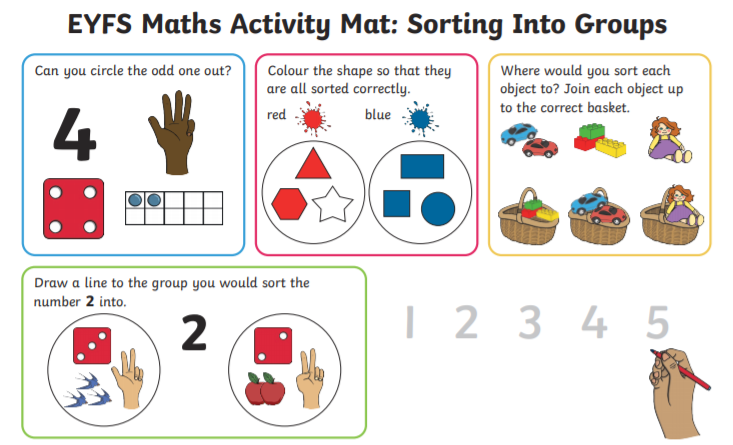 EYFS Maths Activity Mat: Sorting Into Groups
Can you circle the odd one out?
4
Colour the shape so that they
are all sorted correctly.
red
blue
Where would you sort each
object to? Join each object up
to the correct basket.
Draw a line to the group you would sort the
number 2 into.
2
1 2 3 4 5